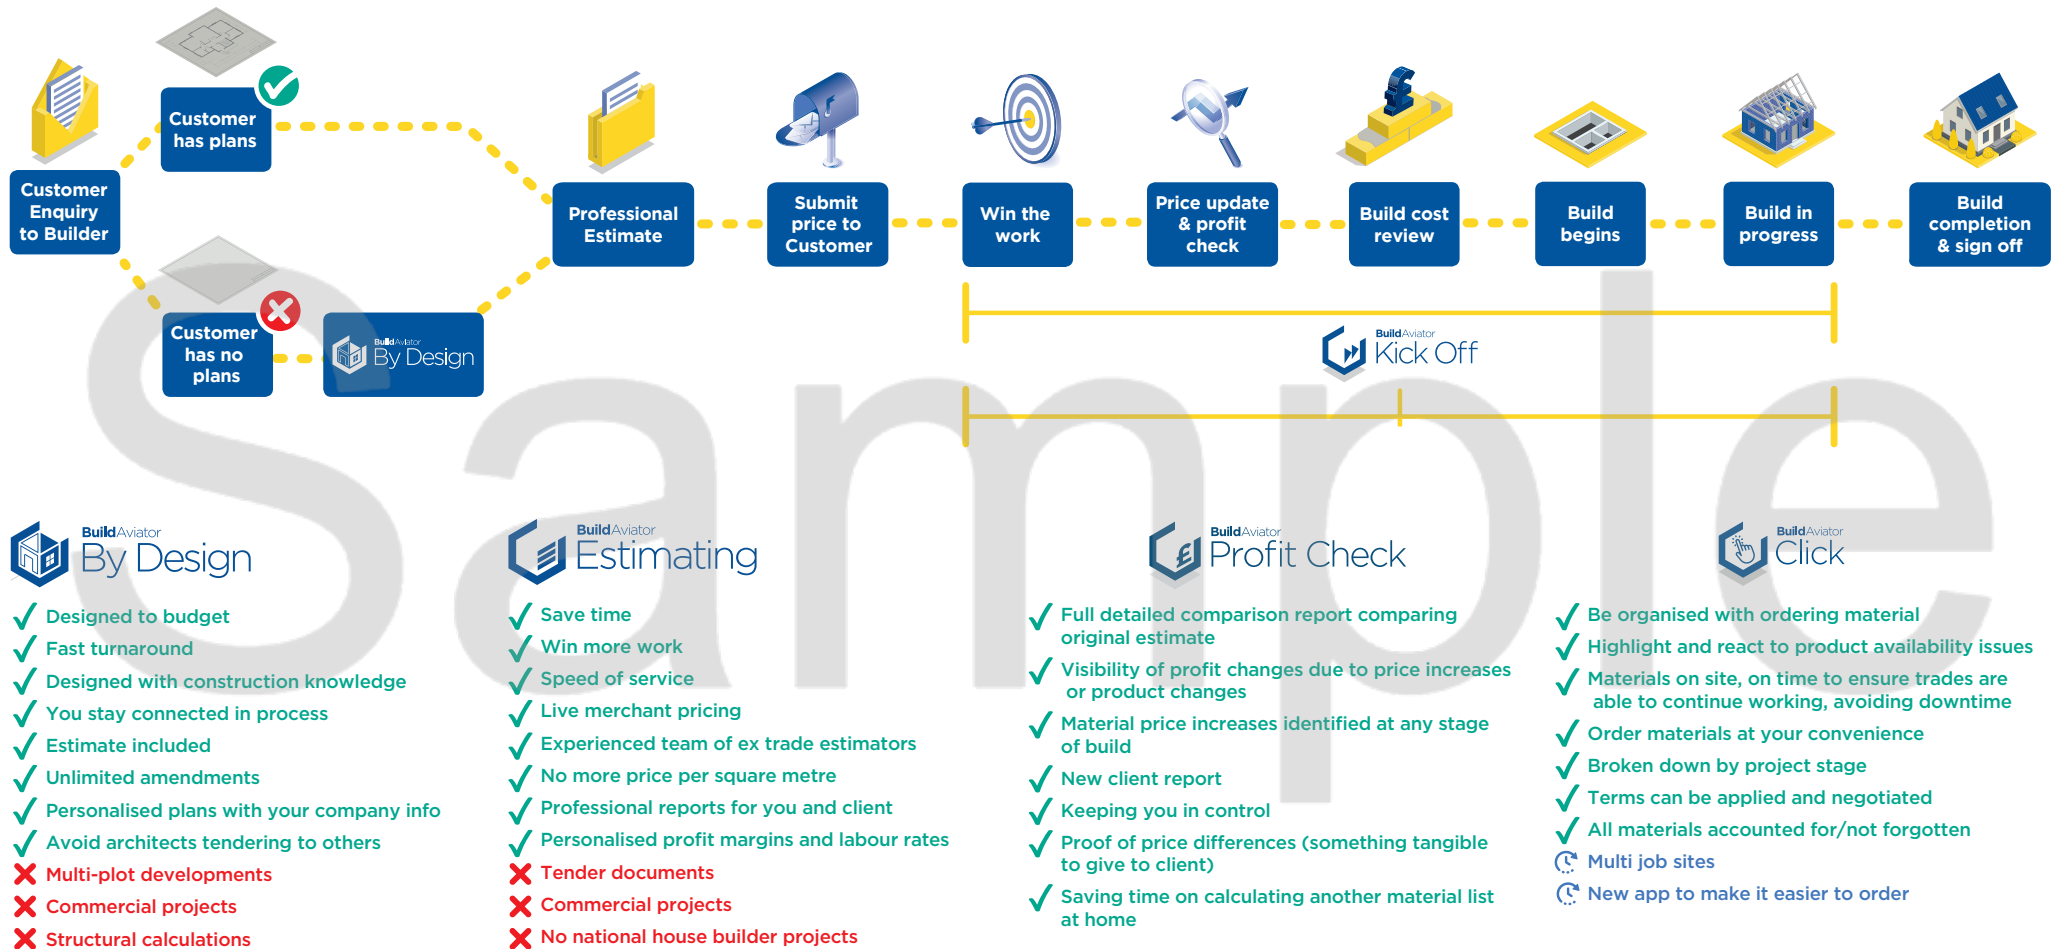 Customer
has plans
Customer
Enquiry
to Builder
Customer
has no
plans
BuildAviator
By Design
Professional
Estimate
Submit
price to
Customer
Win the
work
Price update
& profit
check
£
Build cost
review
Build
begins
Build in
progress
Build
completion
& sign off
BuildAviator
Kick Off
Sample
BuildAviator
By Design
Designed to budget
Fast turnaround
Designed with construction knowledge
You stay connected in process
Estimate included
Unlimited amendments
Personalised plans with your company info
Avoid architects tendering to others
Multi-plot developments
Commercial projects
Structural calculations
BuildAviator
Estimating
Save time
Win more work
Speed of service
Live merchant pricing
Experienced team of ex trade estimators
No more price per square metre
Professional reports for you and client
Personalised profit margins and labour rates
Tender documents
Commercial projects
No national house builder projects
£
BuildAviator
Profit Check
Full detailed comparison report comparing
original estimate
Visibility of profit changes due to price increases
or product changes
Material price increases identified at any stage
of build
New client report
Keeping you in control
Proof of price differences (something tangible
to give to client)
Saving time on calculating another material list
at home
BuildAviator
Click
Be organised with ordering material
Highlight and react to product availability issues
Materials on site, on time to ensure trades are
able to continue working, avoiding downtime
Order materials at your convenience
Broken down by project stage
Terms can be applied and negotiated
All materials accounted for/not forgotten
Multi job sites
New app to make it easier to order